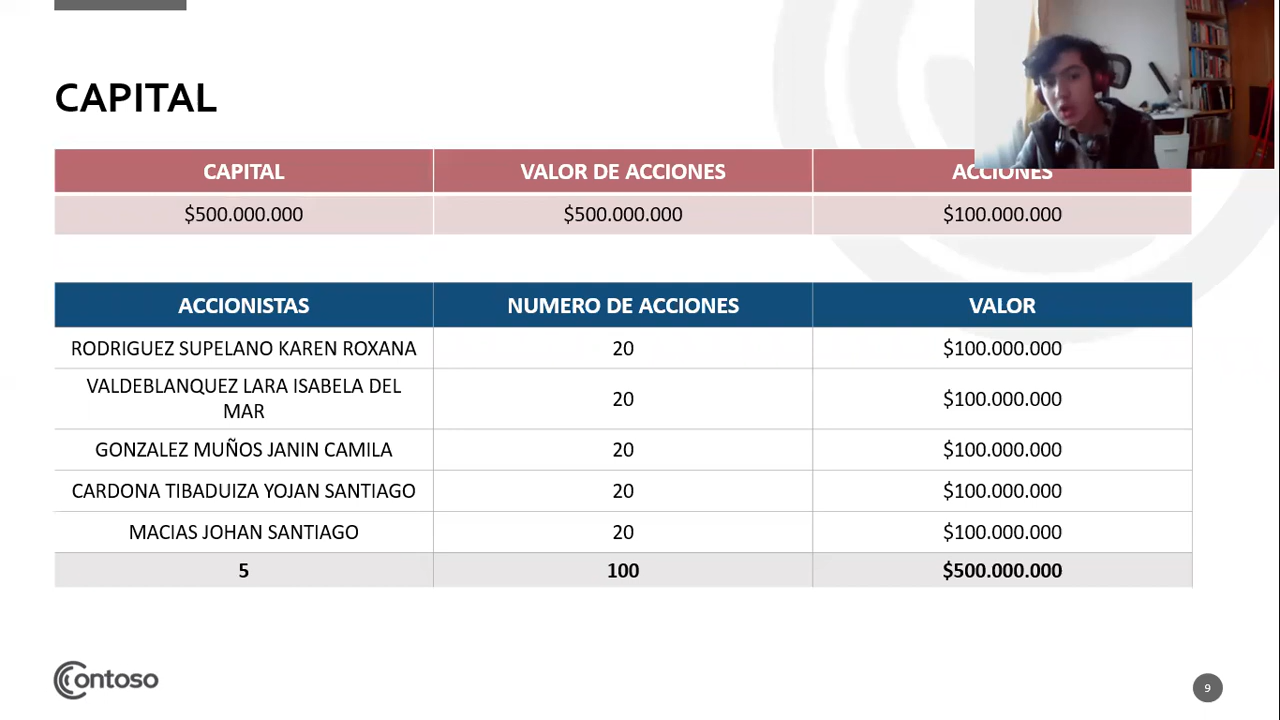 CAPITAL
CAPITAL VALOR DE ACCIONES ACCIONES
$500.000.000 $500.000.000 $100.000.000
ACCIONISTAS NUMERO DE ACCIONES VALOR
RODRIGUEZ SUPELANO KAREN ROXANA 20 $100.000.000
VALDEBLANQUEZ LARA ISABELA DEL
MAR 20 $100.000.000
GONZALEZ MUÑOS JANIN CAMILA 20 $100.000.000
CARDONA TIBADUIZA YOJAN SANTIAGO 20 $100.000.000
MACIAS JOHAN SANTIAGO 20 $100.000.000
5 100 $500.000.000
Contoso
9